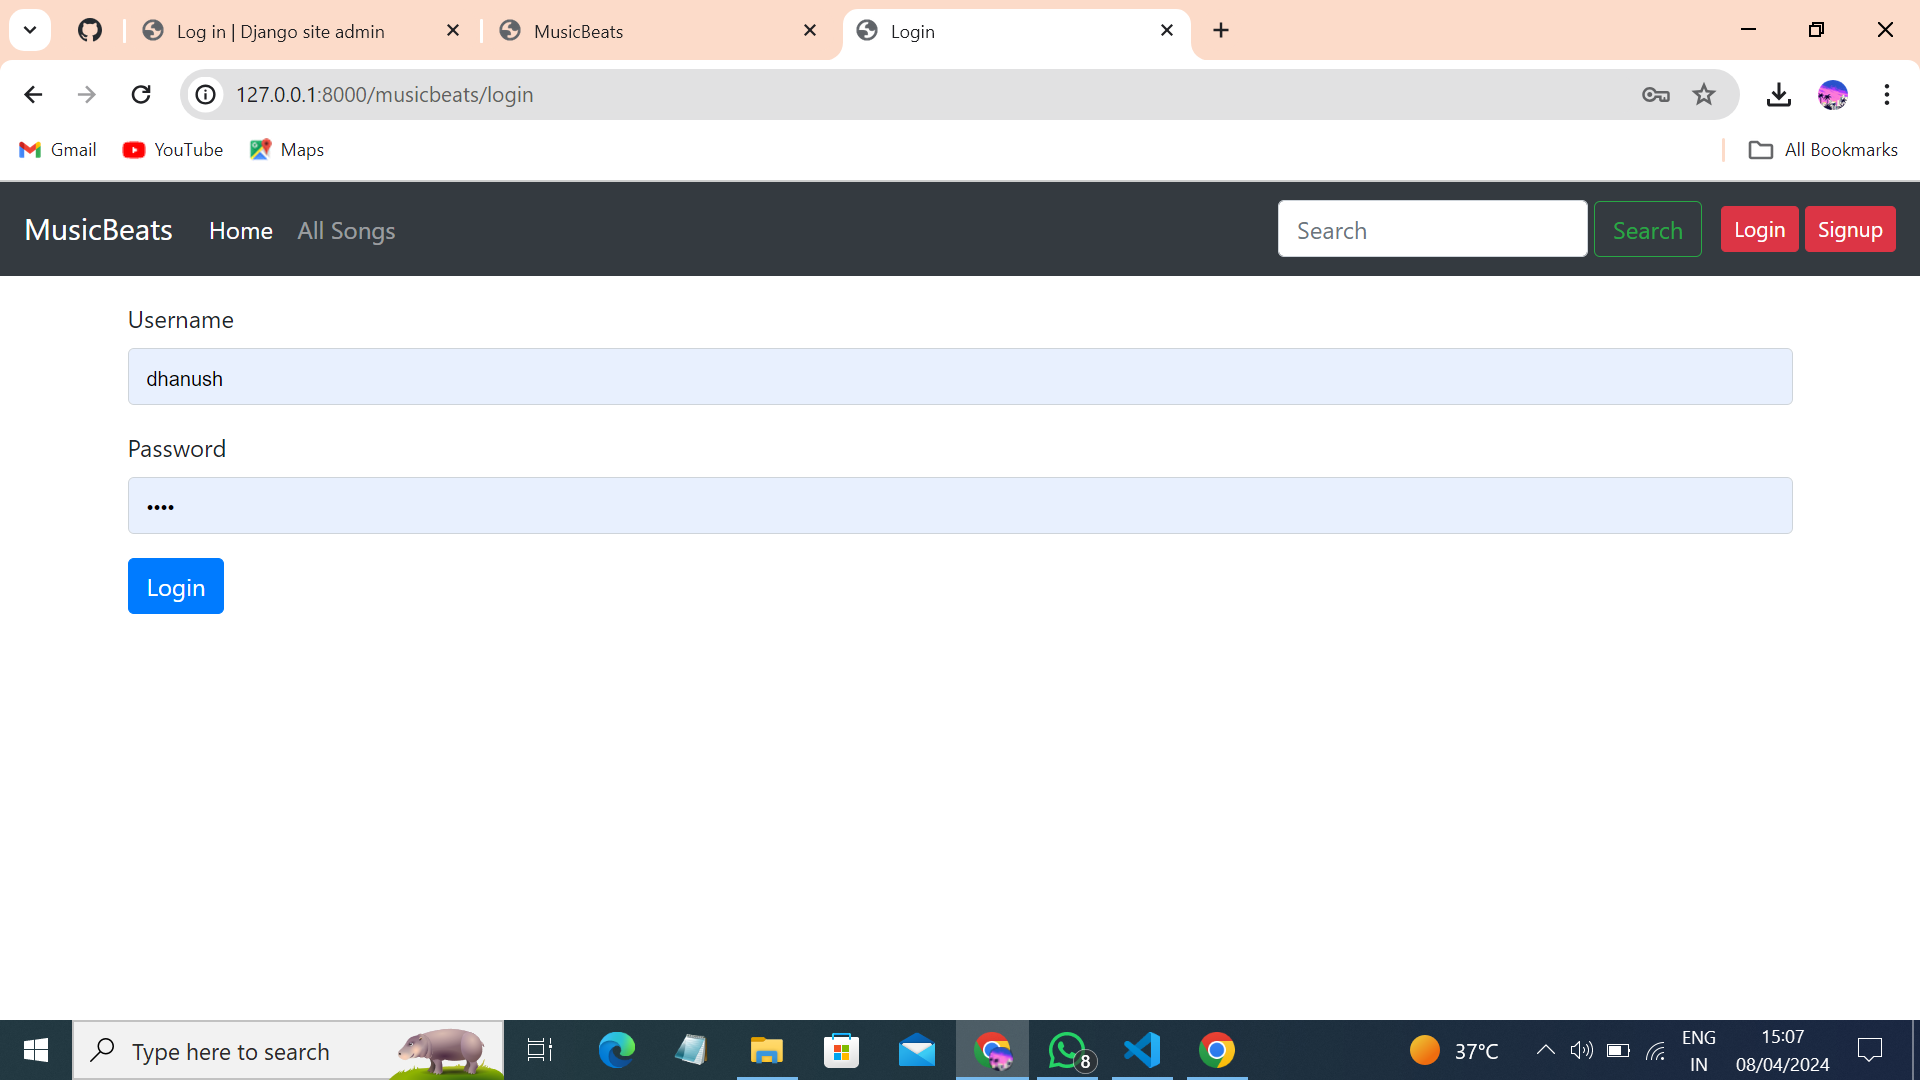 Log in | Django site admin
MusicBeats
Login
127.0.0.1:8000/musicbeats/login
Gmail
YouTube
Maps
All Bookmarks
MusicBeats
Home
All Songs
Search
Search
Login
Signup
Username
dhanush
Password
••••
Login
Type here to search
8
37°C
ENG
IN
15:07
08/04/2024